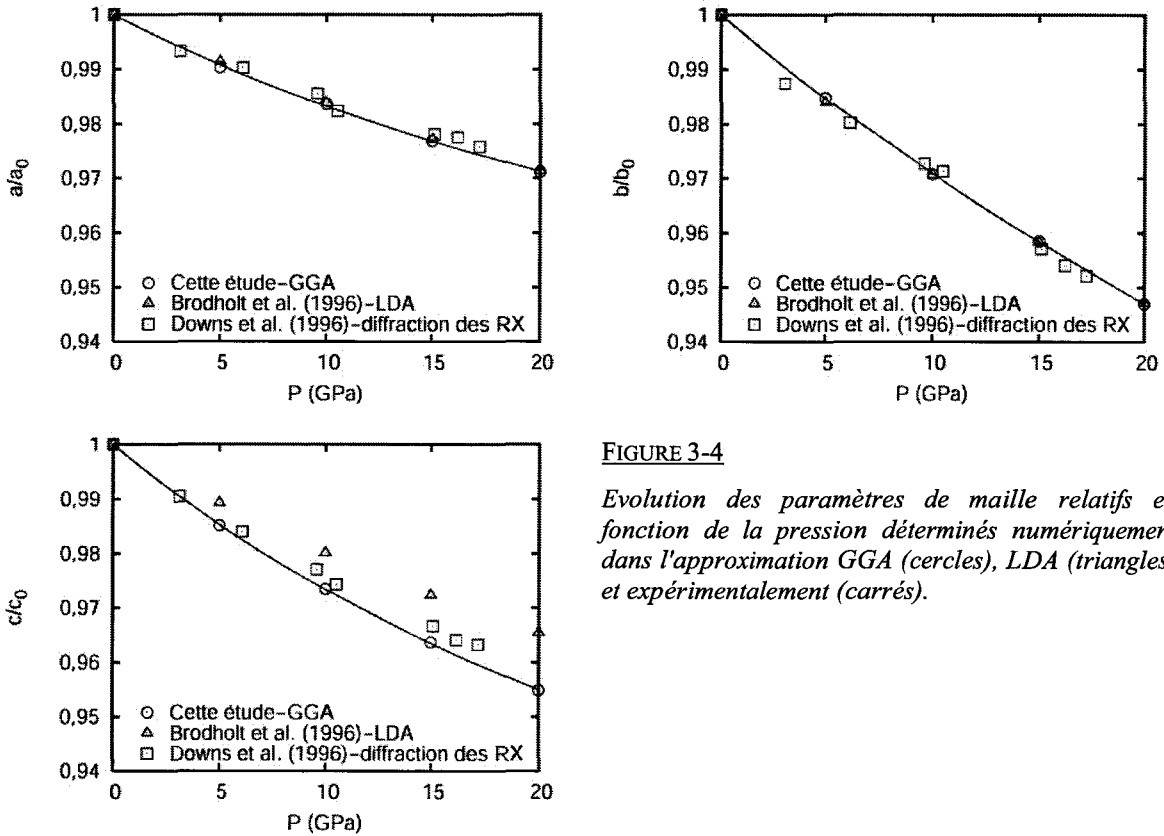 1
0,99
0,98
0,97
0,96
0,95
0,94
a/a0
Cette étude-GGA
Brodholt et al. (1996)-LDA
Downs et al. (1996)-diffraction des RX
0 5 10 15 20
P (GPa)
1
0,99
0,98
0,97
0,96
0,95
0,94
b/b0
Cette étude-GGA
Brodholt et al. (1996)-LDA
Downs et al. (1996)-diffraction des RX
0 5 10 15 20
P (GPa)
1
0,99
0,98
0,97
0,96
0,95
0,94
c/c0
Cette étude-GGA
Brodholt et al. (1996)-LDA
Downs et al. (1996)-diffraction des RX
0 5 10 15 20
P (GPa)
FIGURE 3-4
Evolution des paramètres de maille relatifs e
fonction de la pression déterminés numériquemen
dans l'approximation GGA (cercles), LDA (triangles
et expérimentalement (carrés).